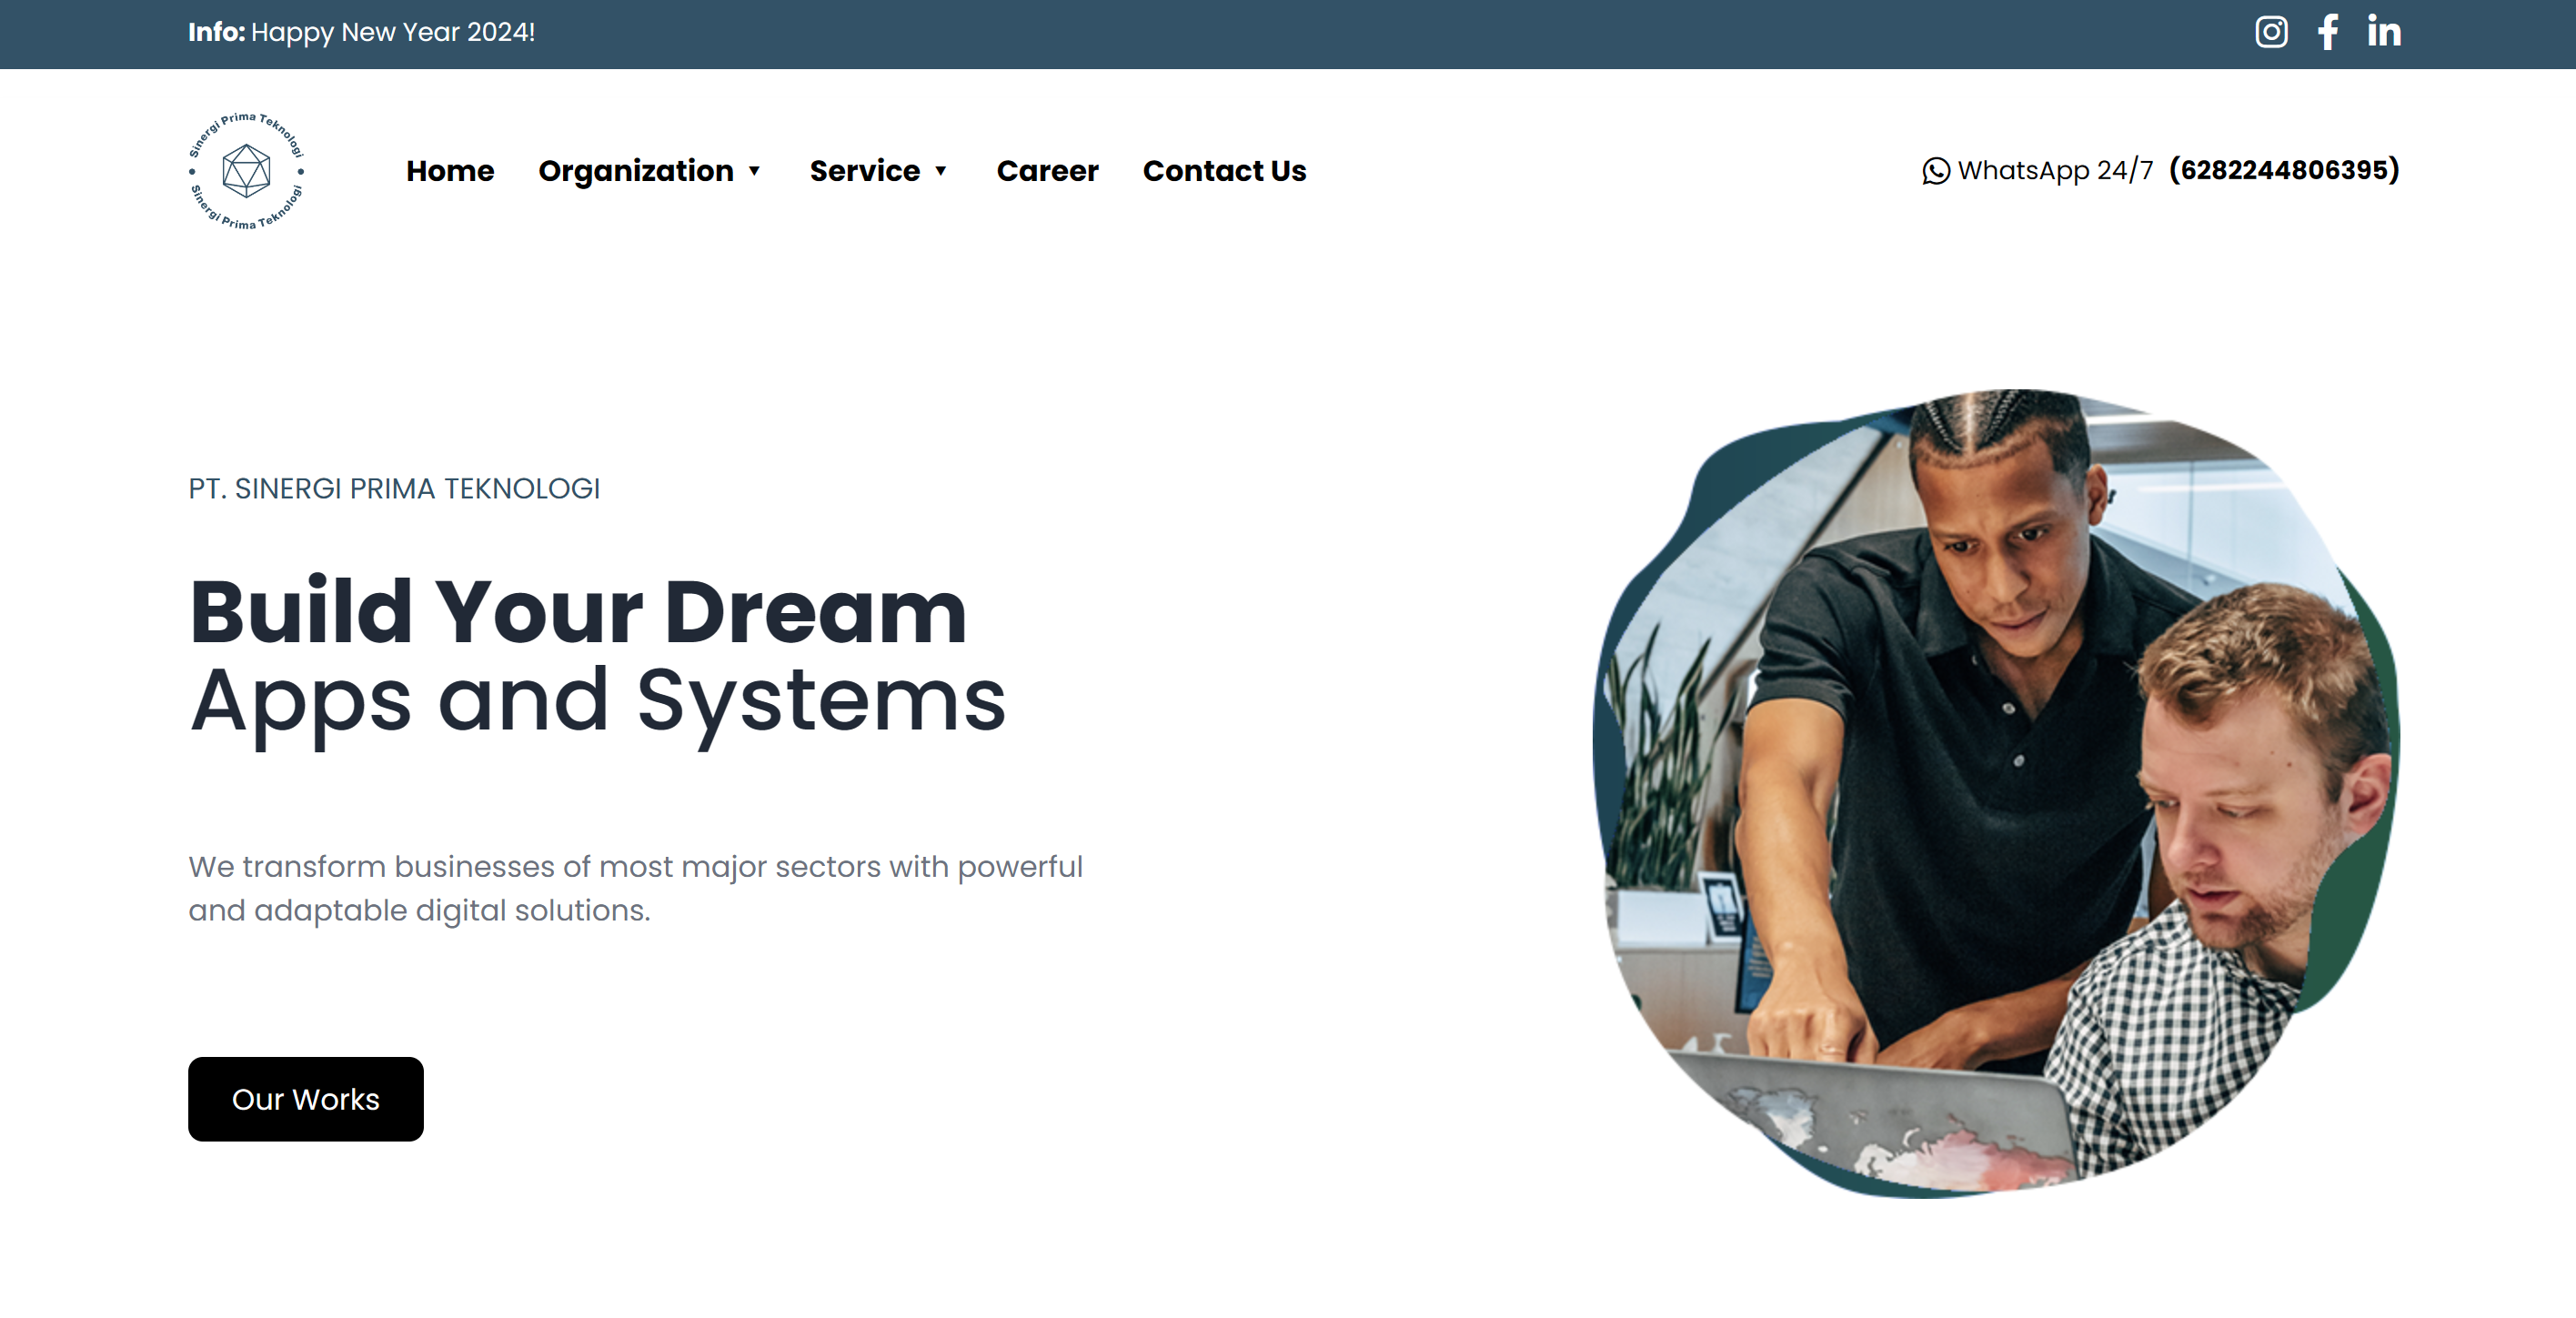 Info: Happy New Year 2024!
Sinergi Prima Teknologi
Sinergi Prima Teknologi
Home
Organization ▼
Service ▼
Career
Contact Us
WhatsApp 24/7 (6282244806395)
PT. SINERGI PRIMA TEKNOLOGI
Build Your Dream
Apps and Systems
We transform businesses of most major sectors with powerful
and adaptable digital solutions.
Our Works